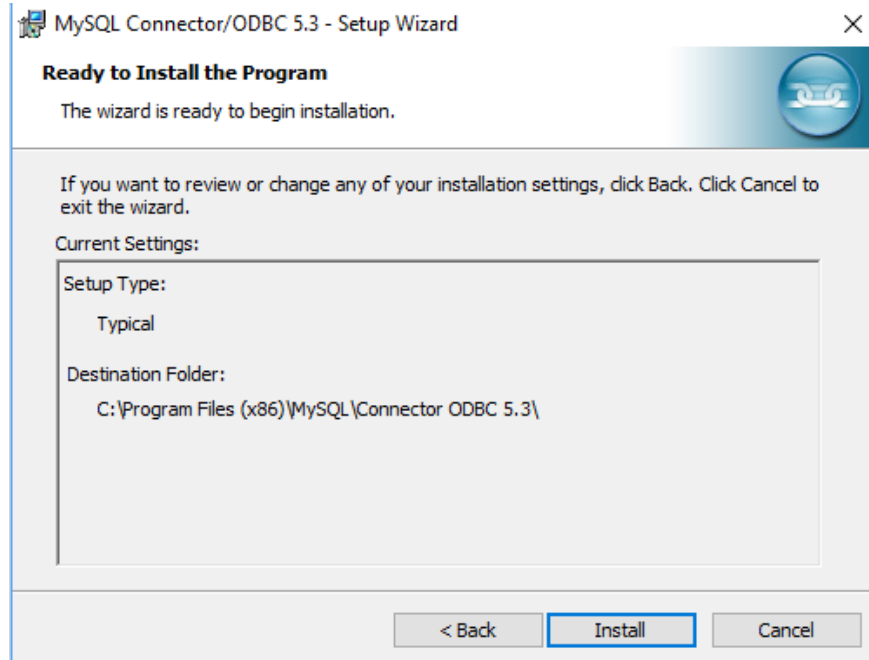 MySQL Connector/ODBC 5.3 - Setup Wizard
Ready to Install the Program
The wizard is ready to begin installation.
If you want to review or change any of your installation settings, click Back. Click Cancel to
exit the wizard.
Current Settings:
Setup Type:
Typical
Destination Folder:
C:\Program Files (x86)\MySQL\Connector ODBC 5.3\
< Back
Install
Cancel